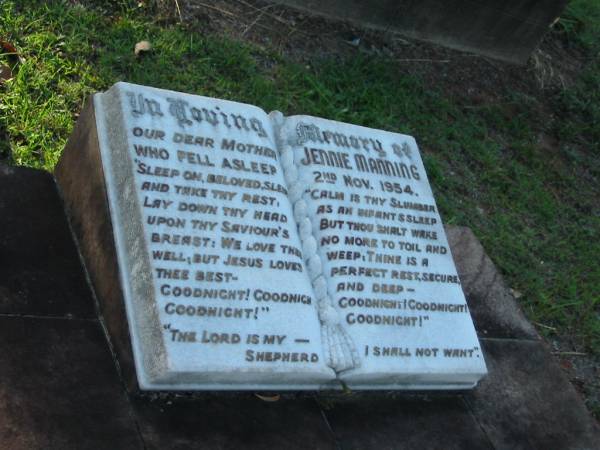 In Loving
OUR DEAR MOTHER
WHO FELL ASLEEP
"SLEEP ON, BELOVED, SLEEP
AND TAKE THY REST;
LAY DOWN THY HEAD
UPON THY SAVIOUR'S
BREAST: WE LOVE THEE
WELL; BUT JESUS LOVES
THEE BEST—
GOODNIGHT! GOODNIGHT
GOODNIGHT!"
"THE LORD IS MY —
SHEPHERD
Memory of
JENNIE MANNING
2ND NOV. 1954.
"CALM IS THY SLUMBER
AS AN INFANTS SLEEP
BUT THOU SHALT WAKE
NO MORE TO TOIL AND
WEEP; THINE IS A
PERFECT REST, SECURE,
AND DEEP —
GOODNIGHT! GOODNIGHT!
GOODNIGHT!"
I SHALL NOT WANT".